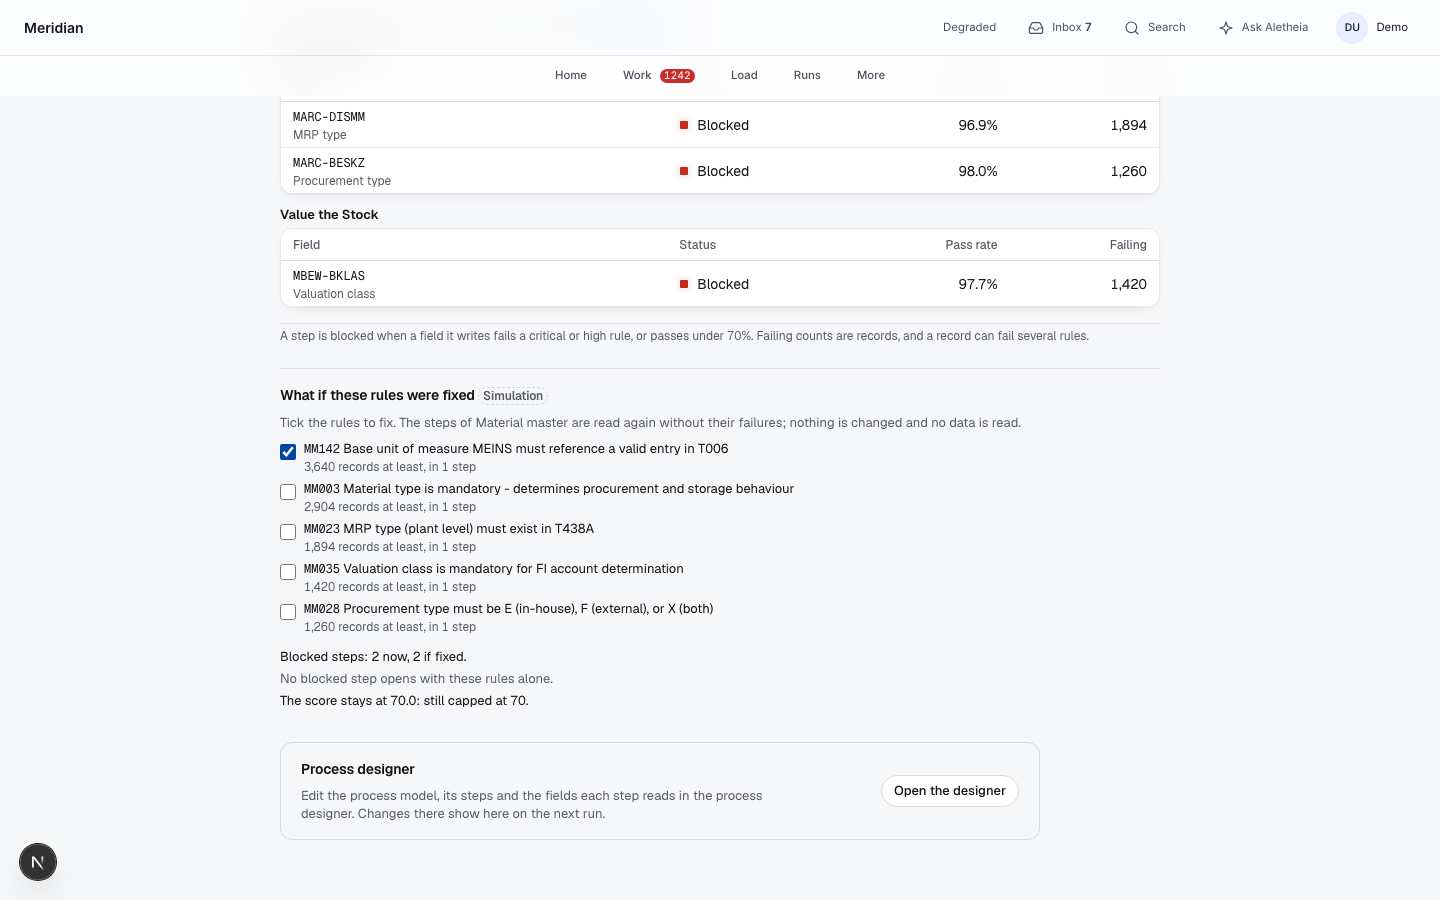 Meridian
Degraded
Inbox 7
Search
Ask Aletheia
DU
Demo
Home
Work 1242
Load
Runs
More
MARC-DISMM
MRP type
Blocked
96.9%
1,894
MARC-BESKZ
Procurement type
Blocked
98.0%
1,260
Value the Stock
Field
Status
Pass rate
Failing
MBEW-BKLAS
Valuation class
Blocked
97.7%
1,420
A step is blocked when a field it writes fails a critical or high rule, or passes under 70%. Failing counts are records, and a record can fail several rules.
What if these rules were fixed Simulation
Tick the rules to fix. The steps of Material master are read again without their failures; nothing is changed and no data is read.
MM142 Base unit of measure MEINS must reference a valid entry in T006
3,640 records at least, in 1 step
MM003 Material type is mandatory - determines procurement and storage behaviour
2,904 records at least, in 1 step
MM023 MRP type (plant level) must exist in T438A
1,894 records at least, in 1 step
MM035 Valuation class is mandatory for FI account determination
1,420 records at least, in 1 step
MM028 Procurement type must be E (in-house), F (external), or X (both)
1,260 records at least, in 1 step
Blocked steps: 2 now, 2 if fixed.
No blocked step opens with these rules alone.
The score stays at 70.0: still capped at 70.
Process designer
Edit the process model, its steps and the fields each step reads in the process
designer. Changes there show here on the next run.
Open the designer
N